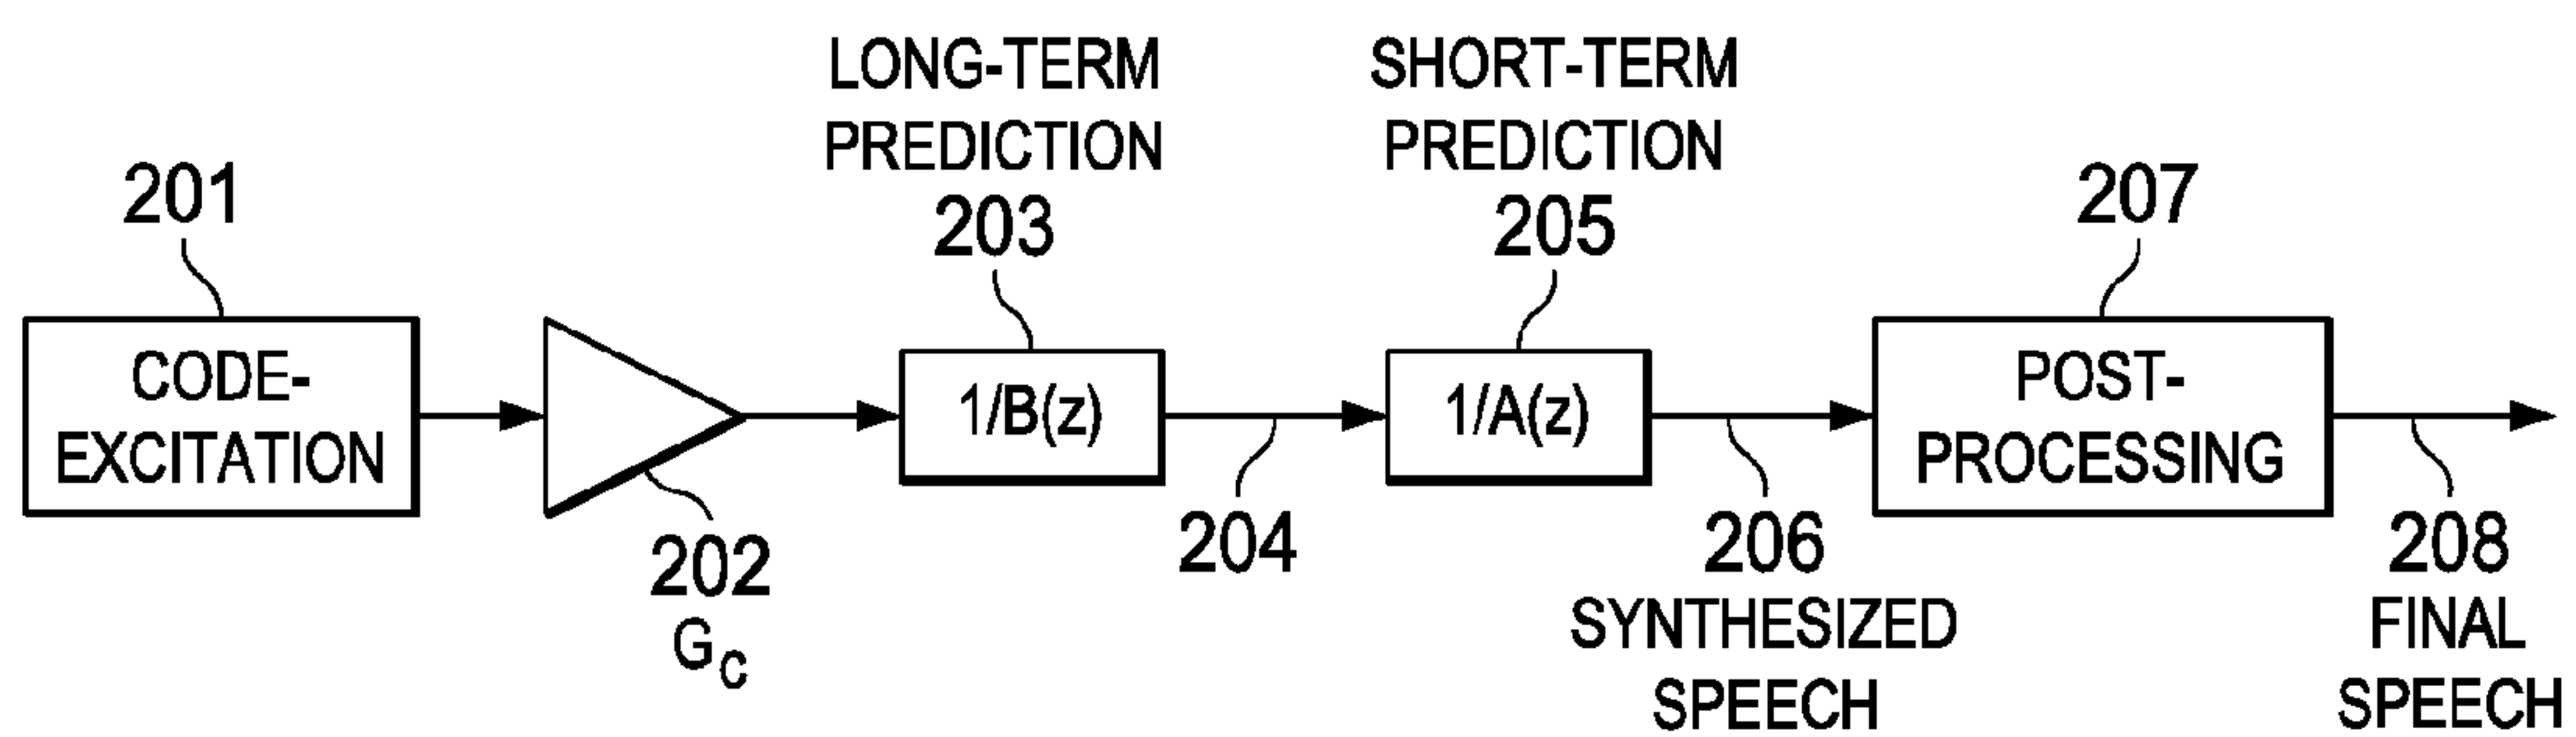 LONG-TERM
PREDICTION
203
SHORT-TERM
PREDICTION
205
201
207
CODE-
EXCITATION
1/B(z)
1/A(z)
POST-
PROCESSING
202
G_C
204
206
SYNTHESIZED
SPEECH
208
FINAL
SPEECH